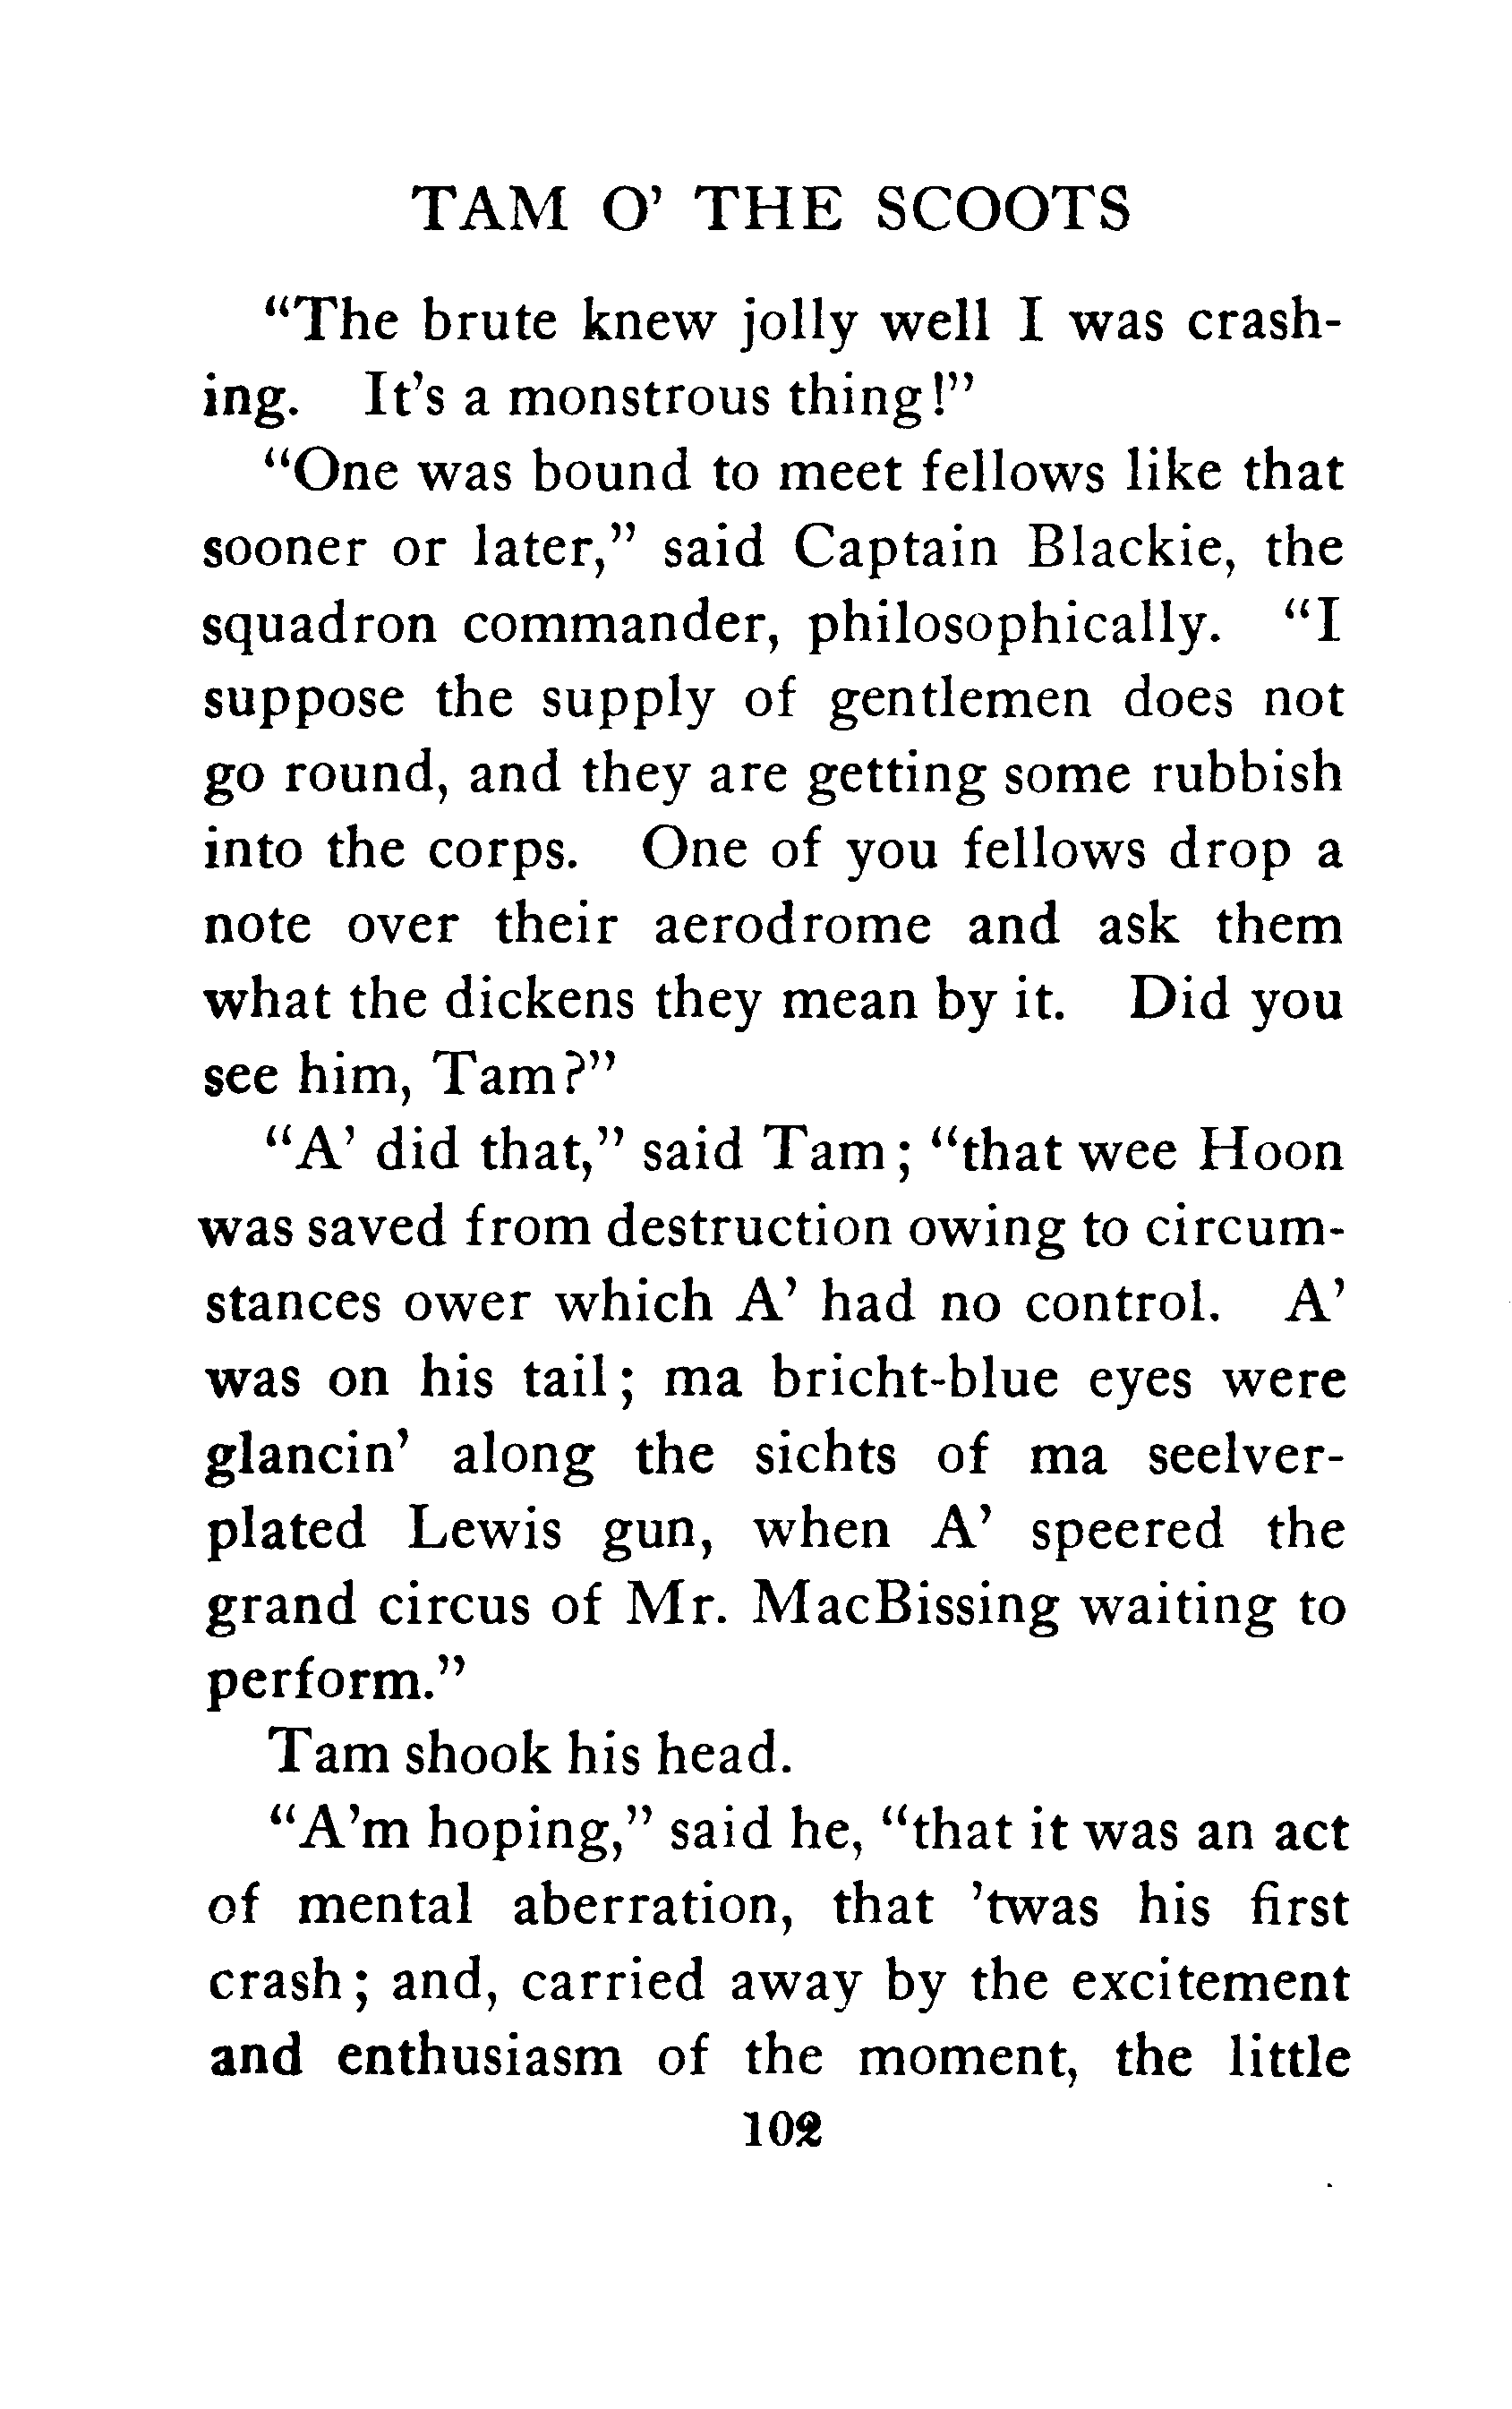 TAM O' THE SCOOTS
“The brute knew jolly well I was crash-
ing. It's a monstrous thing!”
“One was bound to meet fellows like that
sooner or later,” said Captain Blackie, the
squadron commander, philosophically. “I
suppose the supply of gentlemen does not
go round, and they are getting some rubbish
into the corps. One of you fellows drop a
note over their aerodrome and ask them
what the dickens they mean by it. Did you
see him, Tam?”
“A' did that,” said Tam; “that wee Hoon
was saved from destruction owing to circum-
stances ower which A' had no control. A'
was on his tail; ma bricht-blue eyes were
glancin' along the sichts of ma seelver-
plated Lewis gun, when A' speered the
grand circus of Mr. MacBissing waiting to
perform.”
Tam shook his head.
“A'm hoping,” said he, “that it was an act
of mental aberration, that 'twas his first
crash; and, carried away by the excitement
and enthusiasm of the moment, the little
102